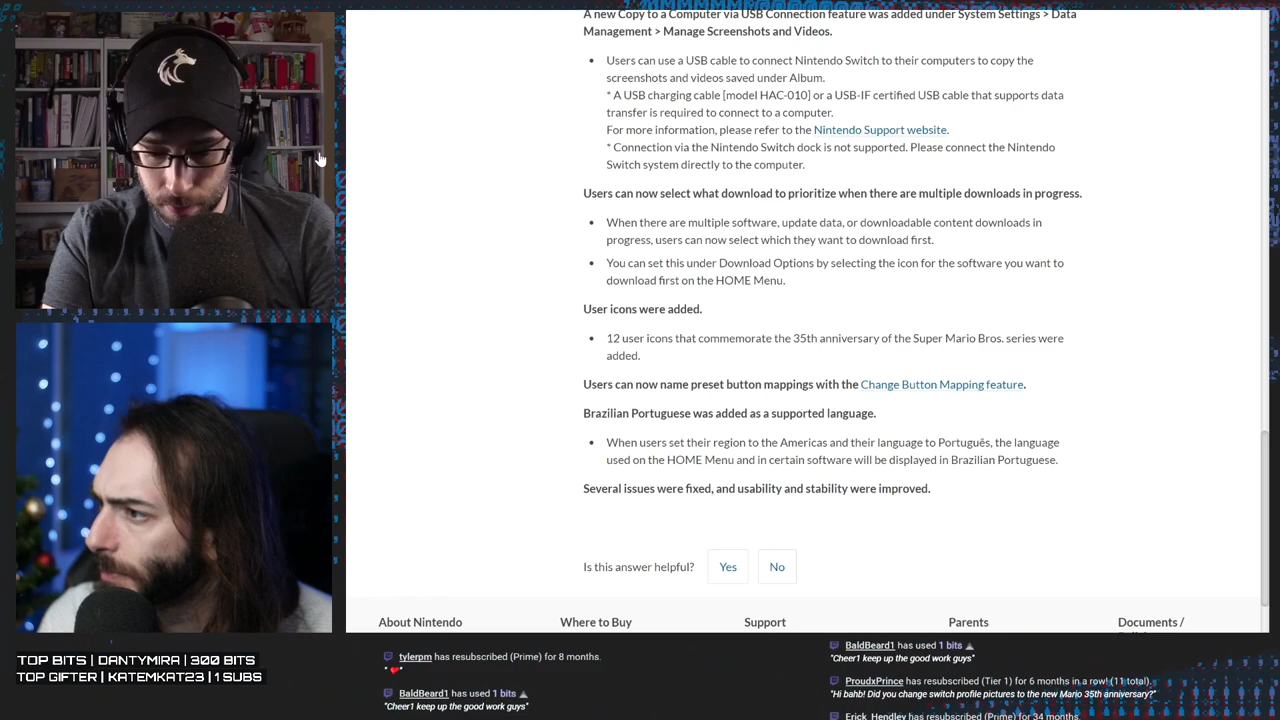 A new Copy to a Computer via USB Connection feature was added under System Settings > Data
Management > Manage Screenshots and Videos.
• Users can use a USB cable to connect Nintendo Switch to their computers to copy the
screenshots and videos saved under Album.
* A USB charging cable [model HAC-010] or a USB-IF certified USB cable that supports data
transfer is required to connect to a computer.
For more information, please refer to the Nintendo Support website.
* Connection via the Nintendo Switch dock is not supported. Please connect the Nintendo
Switch system directly to the computer.
Users can now select what download to prioritize when there are multiple downloads in progress.
• When there are multiple software, update data, or downloadable content downloads in
progress, users can now select which they want to download first.
• You can set this under Download Options by selecting the icon for the software you want to
download first on the HOME Menu.
User icons were added.
• 12 user icons that commemorate the 35th anniversary of the Super Mario Bros. series were
added.
Users can now name preset button mappings with the Change Button Mapping feature.
Brazilian Portuguese was added as a supported language.
• When users set their region to the Americas and their language to Português, the language
used on the HOME Menu and in certain software will be displayed in Brazilian Portuguese.
Several issues were fixed, and usability and stability were improved.
Is this answer helpful? Yes No
About Nintendo Where to Buy Support Parents Documents /
TOP BITS | DANTYMIRA | 300 BITS
TOP GIFTER | KATEMKAT23 | 1 SUBS
tylerpm has resubscribed (Prime) for 8 months.
"❤"
BaldBeard1 has used 1 bits
"Cheer1 keep up the good work guys"
BaldBeard1 has used 1 bits
"Cheer1 keep up the good work guys"
ProudxPrince has resubscribed (Tier 1) for 6 months in a row! (11 total).
"Hi bahb! Did you change switch profile pictures to the new Mario 35th anniversary?"
Erick_Hendley has resubscribed (Prime) for 34 months.